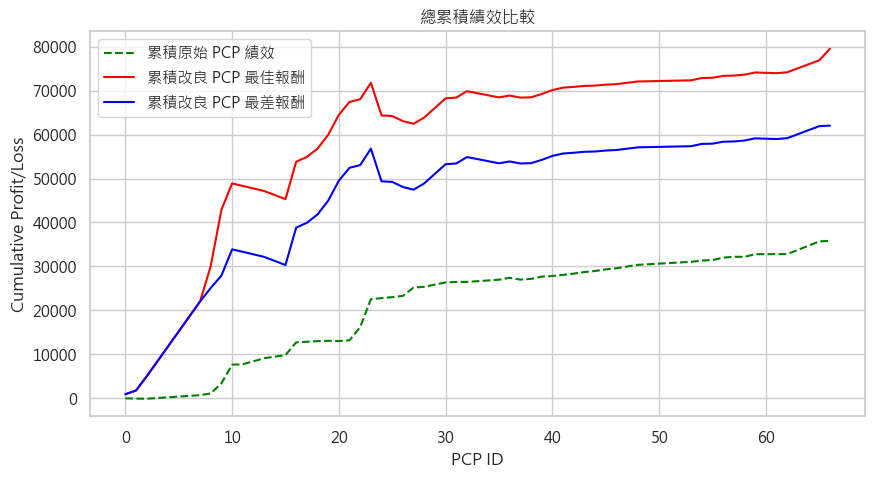 總累積績效比較
累積原始 PCP 績效
累積改良 PCP 最佳報酬
累積改良 PCP 最差報酬
Cumulative Profit/Loss
80000
70000
60000
50000
40000
30000
20000
10000
0
0 10 20 30 40 50 60
PCP ID